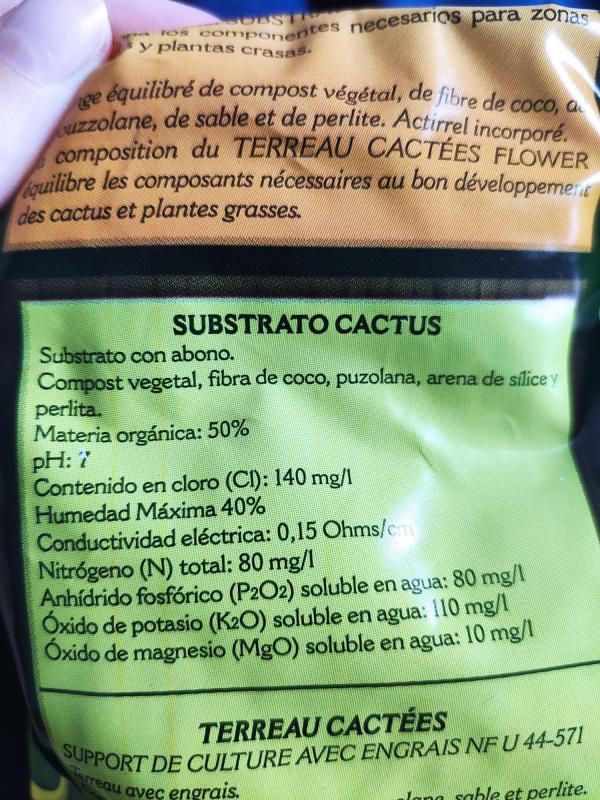 componentes necesarios para zonas
y plantas crasas.
équilibré de compost végétal, de fibre de coco, de
de sable et de perlite. Actirrel incorporé.
composition du TERREAU CACTÉES FLOWER
équilibre les composants nécessaires au bon développement
des cactus et plantes grasses.
SUBSTRATO CACTUS
Substrato con abono.
Compost vegetal, fibra de coco, puzolana, arena de sílice y
perlita.
Materia orgánica: 50%
pH: 7
Contenido en cloro (Cl): 140 mg/l
Humedad Máxima 40%
Conductividad eléctrica: 0,15 Ohms/cm
Nitrógeno (N) total: 80 mg/l
Anhídrido fosfórico (P2O2) soluble en agua: 80 mg/l
Óxido de potasio (K2O) soluble en agua: 110 mg/l
Óxido de magnesio (MgO) soluble en agua: 10 mg/l
TERREAU CACTÉES
SUPPORT DE CULTURE AVEC ENGRAIS NF U 44-571
Terreau avec engrais.
sable et perlite.